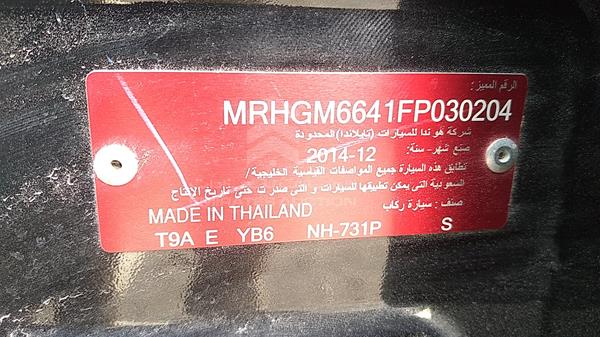 الرقم المميز :
MRHGM6641FP030204
شركة هوندا للسيارات (تايلاندا) المحدودة
صنع شهر- سنة: 2014-12
تطابق هذه السيارة جميع المواصفات القياسية الخليجية/
السعودية التي يمكن تطبيقها للسيارات و التي صدرت حتى تاريخ الإنتاج
صنف : سيارة ركاب
MADE IN THAILAND
T9A E YB6 NH-731P S